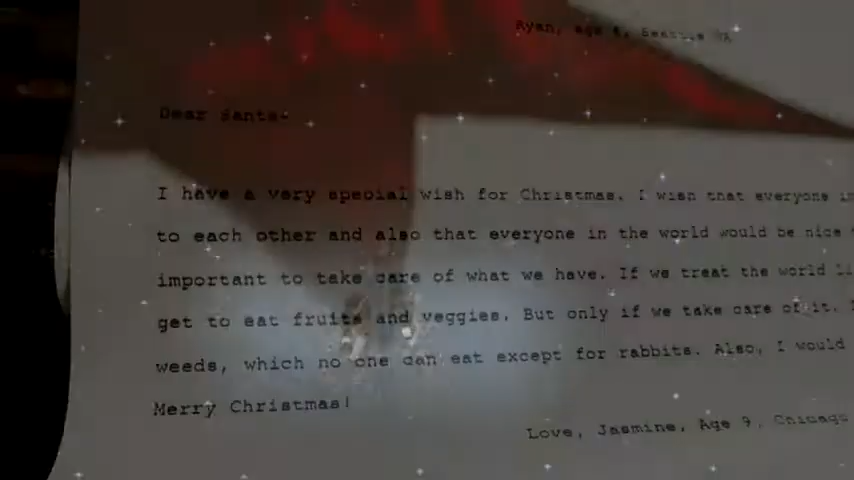 Ryan, age 6, Seattle WA
Dear Santa-
I have a very special wish for Christmas. I wish that everyone
to each other and also that everyone in the world would be nice
important to take care of what we have. If we treat the world
get to eat fruits and veggies. But only if we take care of it.
weeds, which no one can eat except for rabbits. Also, I would
Merry Christmas!
Love, Jasmine, Age 9, Chicago